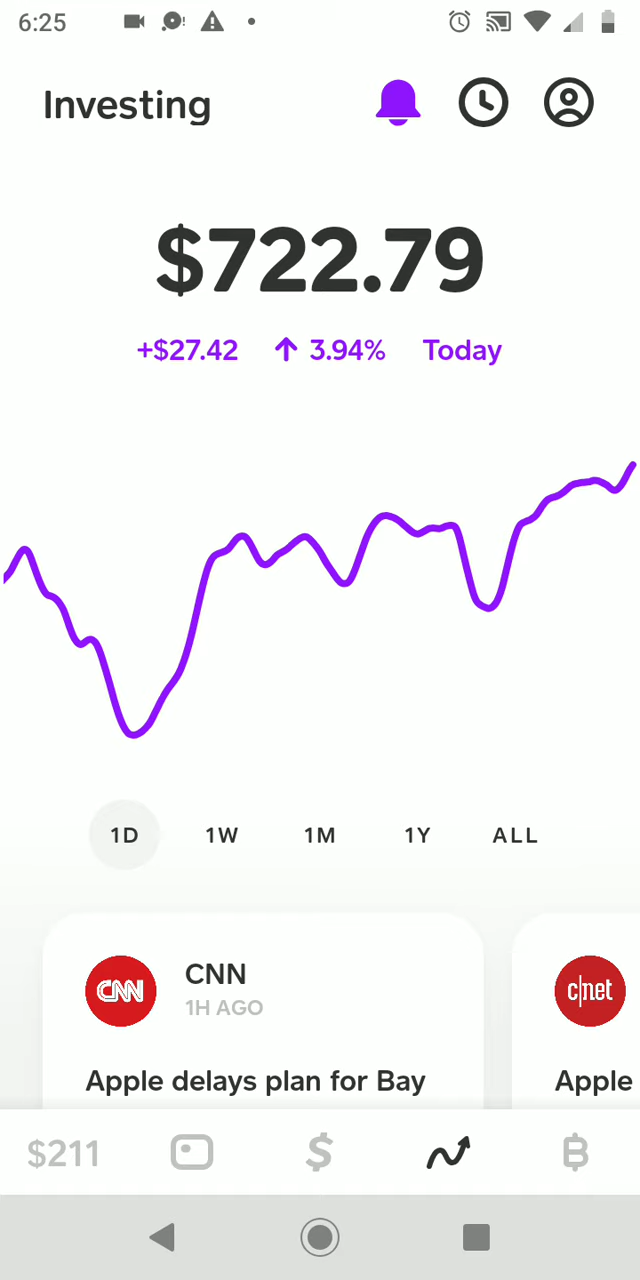 6:25
Investing
$722.79
+$27.42 ↑ 3.94% Today
1D 1W 1M 1Y ALL
CNN
CNN
1H AGO
Apple delays plan for Bay
c|net
Apple
$211 $